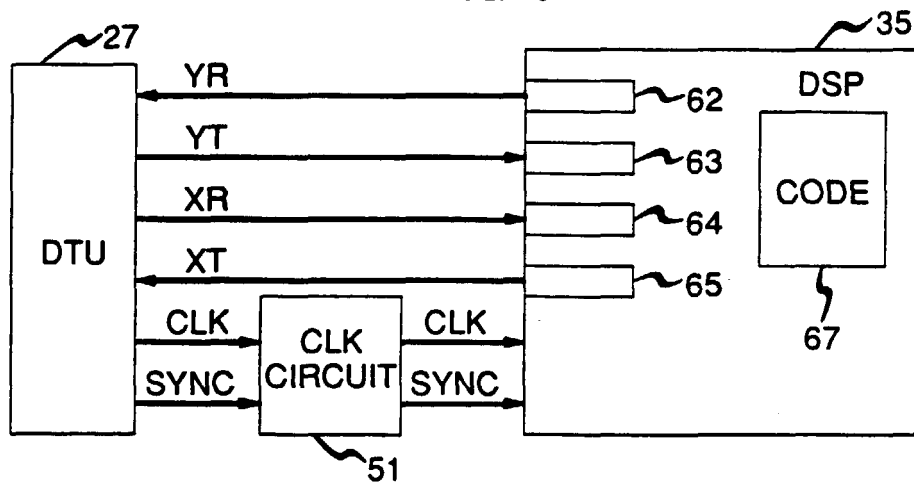 27
35
YR
DSP
62
YT
63
CODE
XR
64
DTU
XT
65
67
CLK
CLK
CIRCUIT
CLK
SYNC
SYNC
51